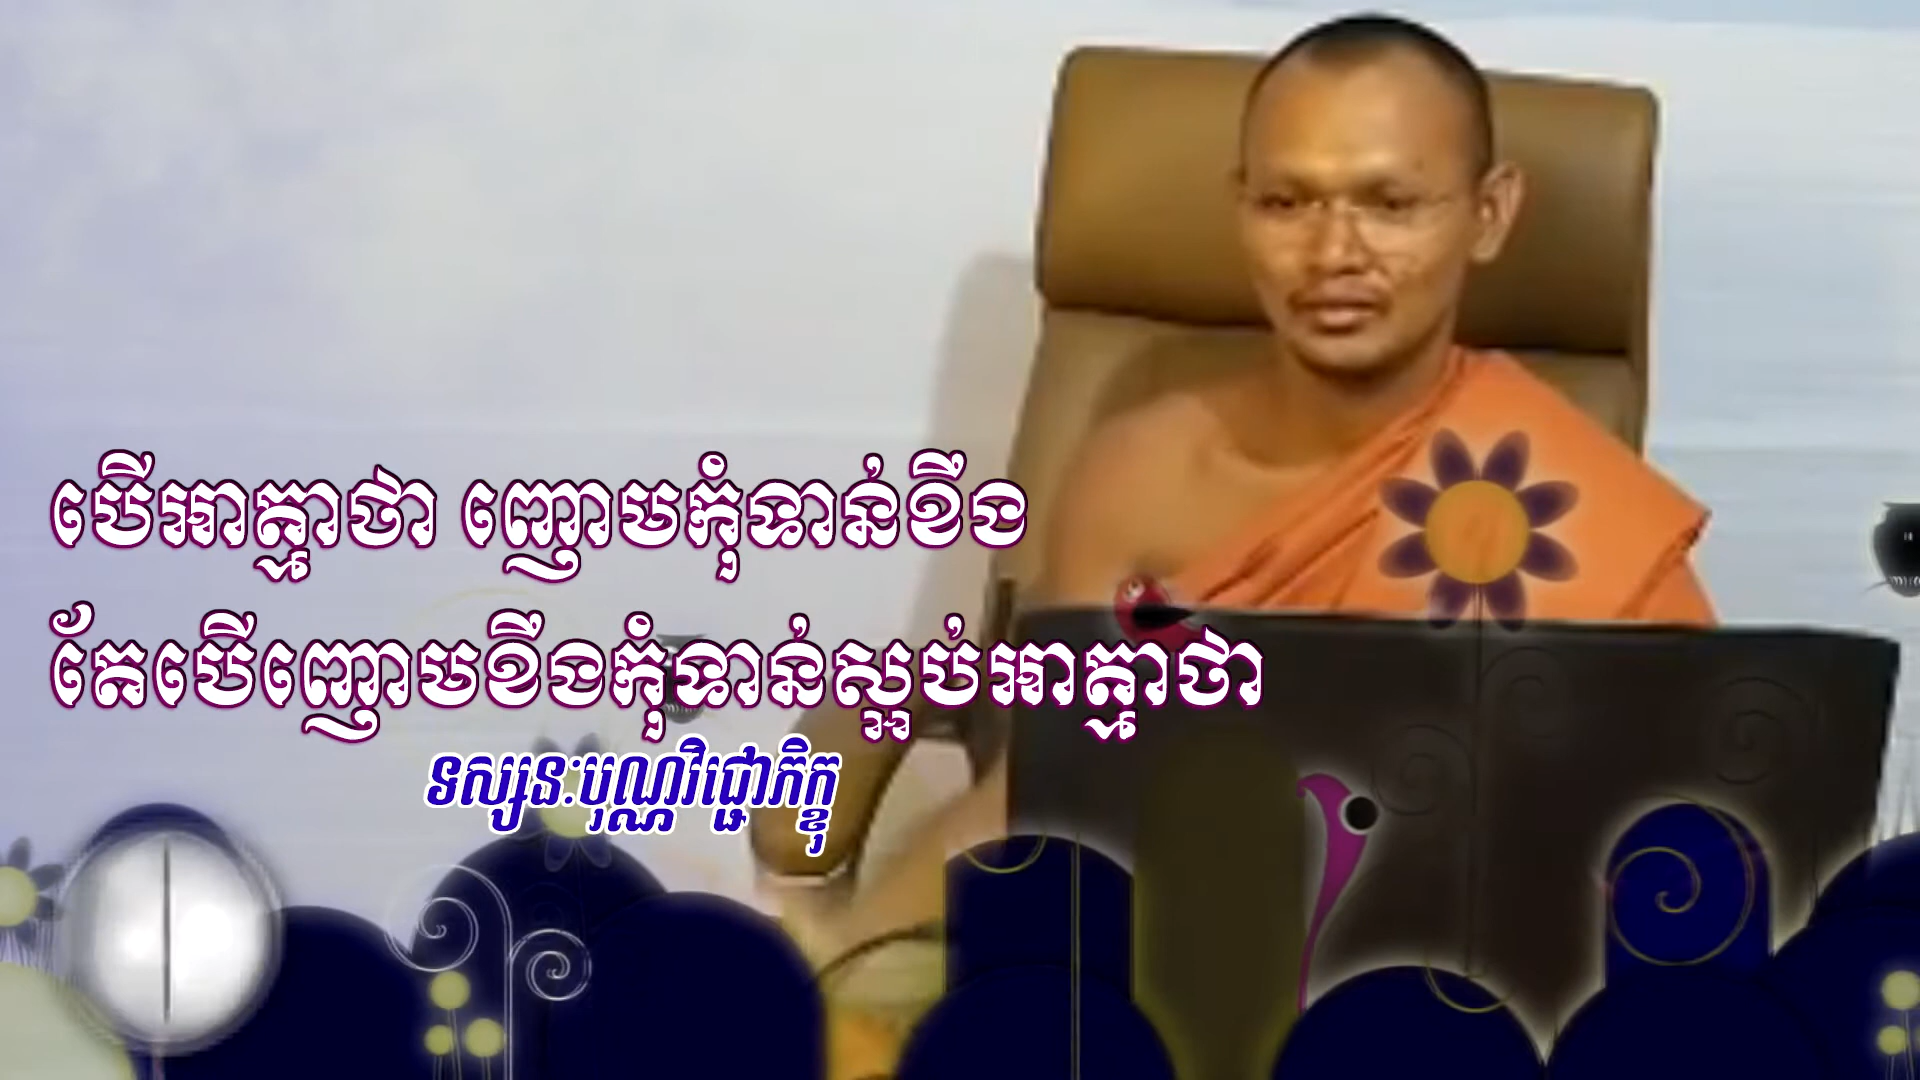 បើអាត្មាថា ញោមកុំទាន់ខឹង
តែបើញោមខឹងកុំទាន់ស្អប់អាត្មាថា
ទស្សនៈបុណ្ណវិជ្ជោភិក្ខុ